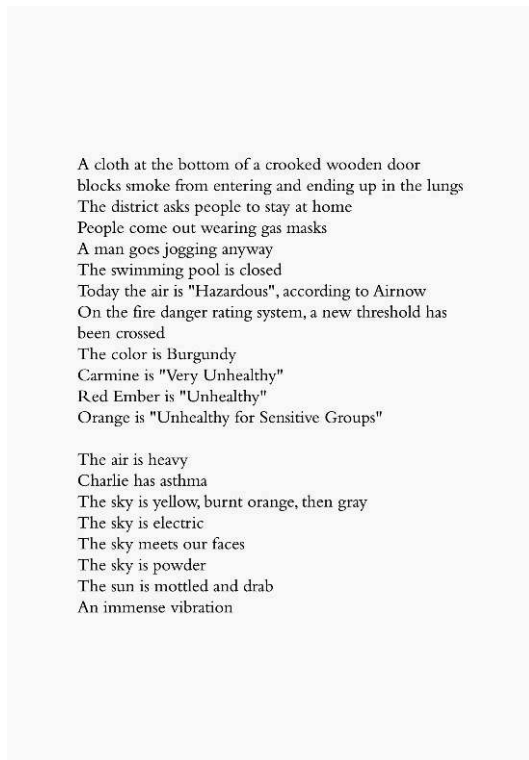 A cloth at the bottom of a crooked wooden door
blocks smoke from entering and ending up in the lungs
The district asks people to stay at home
People come out wearing gas masks
A man goes jogging anyway
The swimming pool is closed
Today the air is "Hazardous", according to Airnow
On the fire danger rating system, a new threshold has
been crossed
The color is Burgundy
Carmine is "Very Unhealthy"
Red Ember is "Unhealthy"
Orange is "Unhealthy for Sensitive Groups"

The air is heavy
Charlie has asthma
The sky is yellow, burnt orange, then gray
The sky is electric
The sky meets our faces
The sky is powder
The sun is mottled and drab
An immense vibration